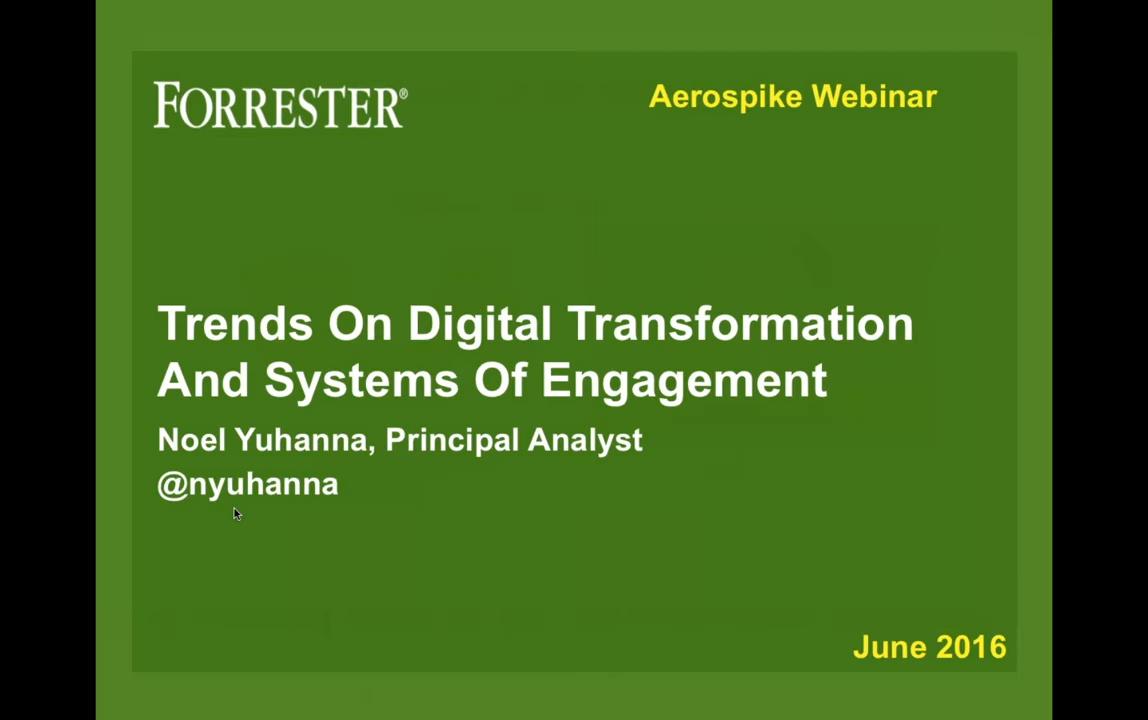 FORRESTER®
Aerospike Webinar
Trends On Digital Transformation
And Systems Of Engagement
Noel Yuhanna, Principal Analyst
@nyuhanna
June 2016